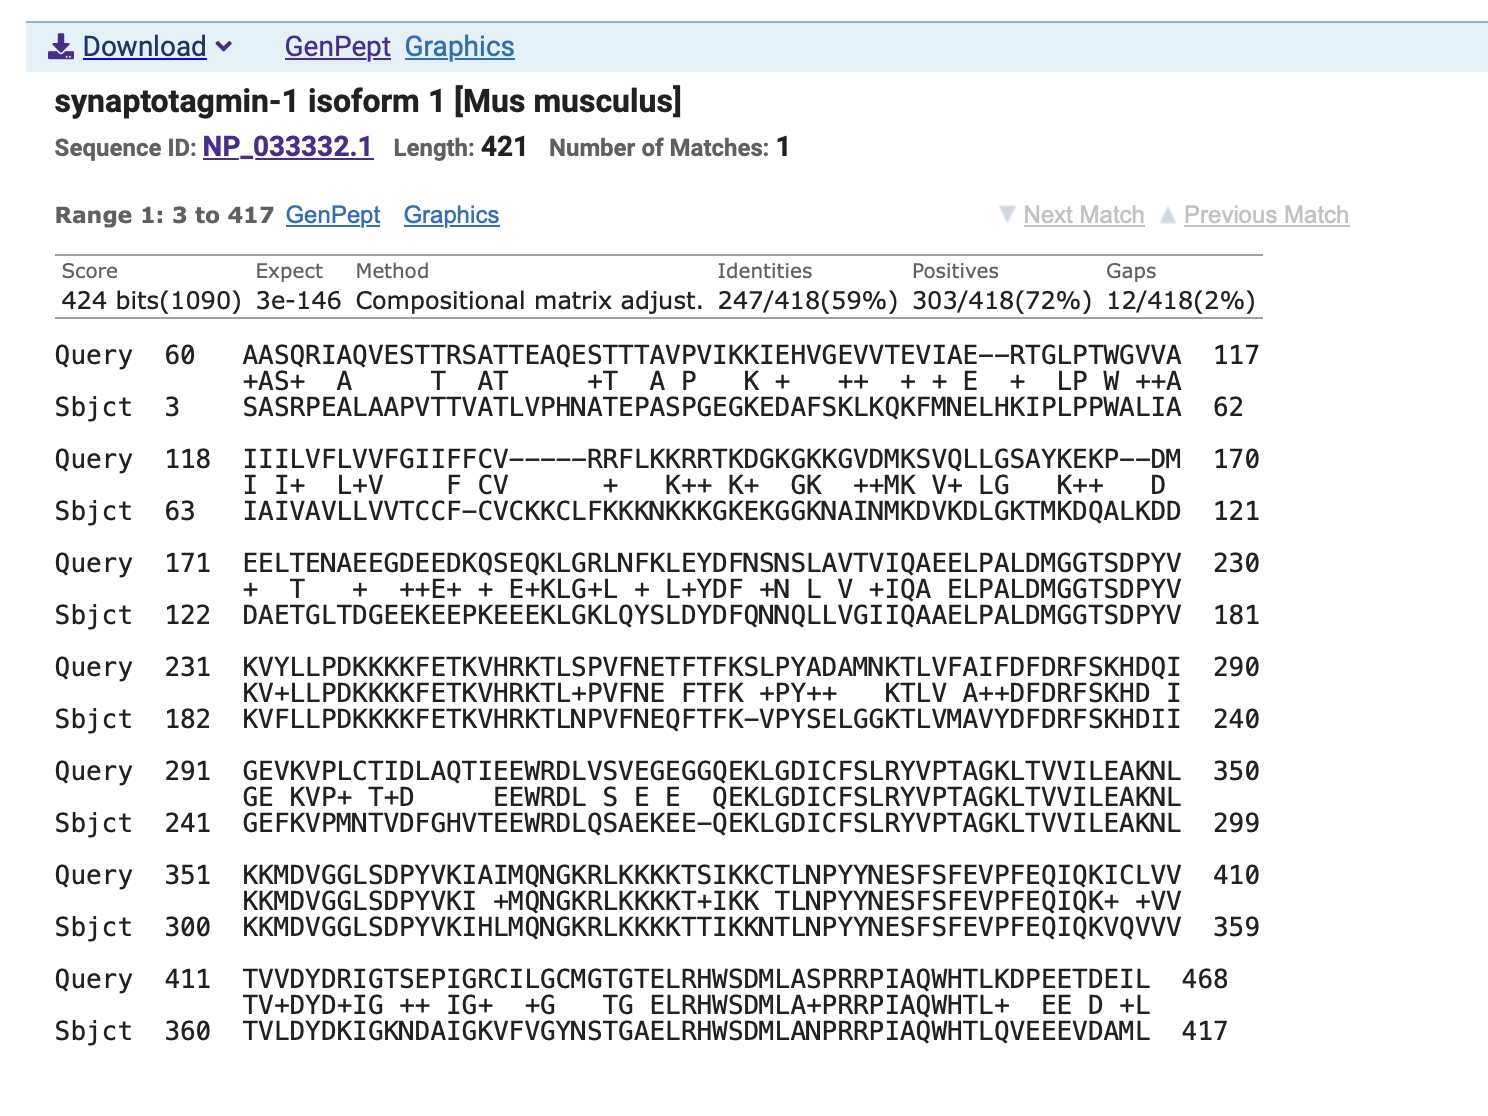 Download GenPept Graphics
synaptotagmin-1 isoform 1 [Mus musculus]
Sequence ID: NP_033332.1 Length: 421 Number of Matches: 1
Range 1: 3 to 417 GenPept Graphics ▼ Next Match ▲ Previous Match
Score Expect Method Identities Positives Gaps
424 bits(1090) 3e-146 Compositional matrix adjust. 247/418(59%) 303/418(72%) 12/418(2%)
Query  60   AASQRIAQVESTTRSATTEAQESTTTAVPVIKKIEHVGEVVTEVIAE--RTGLPTWGVVA  117
            +AS+  A     T  AT     +T  A P   K +   ++  + + E  +  LP W ++A
Sbjct  3    SASRPEALAAPVTTVATLVPHNATEPASPGEGKEDAFSKLKQKFMNELHKIPLPPWALIA  62
Query  118  IIILVFLVVFGIIFFCV-----RRFLKKRRTKDGKGKKGVDMKSVQLLGSAYKEKP--DM  170
            I I+  L+V    F CV      +   K++ K+  GK  ++MK V+ LG   K++   D
Sbjct  63   IAIVAVLLVVTCCF-CVCKKCLFKKKNKKKGKEKGGKNAINMKDVKDLGKTMKDQALKDD  121
Query  171  EELTENAEEGDEEDKQSEQKLGRLNFKLEYDFNSNSLAVTVIQAEELPALDMGGTSDPYV  230
            +  T   +  ++E+ + E+KLG+L + L+YDF +N L V +IQA ELPALDMGGTSDPYV
Sbjct  122  DAETGLTDGEEKEEPKEEEKLGKLQYSLDYDFQNNQLLVGIIQAAELPALDMGGTSDPYV  181
Query  231  KVYLLPDKKKKFETKVHRKTLSPVFNETFTFKSLPYADAMNKTLVFAIFDFDRFSKHDQI  290
            KV+LLPDKKKKFETKVHRKTL+PVFNE FTFK +PY++   KTLV A++DFDRFSKHD I
Sbjct  182  KVFLLPDKKKKFETKVHRKTLNPVFNEQFTFK-VPYSELGGKTLVMAVYDFDRFSKHDII  240
Query  291  GEVKVPLCTIDLAQTIEEWRDLVSVEGEGGQEKLGDICFSLRYVPTAGKLTVVILEAKNL  350
            GE KVP+ T+D     EEWRDL S E E  QEKLGDICFSLRYVPTAGKLTVVILEAKNL
Sbjct  241  GEFKVPMNTVDFGHVTEEWRDLQSAEKEE-QEKLGDICFSLRYVPTAGKLTVVILEAKNL  299
Query  351  KKMDVGGLSDPYVKIAIMQNGKRLKKKKTSIKKCTLNPYYNESFSFEVPFEQIQKICLVV  410
            KKMDVGGLSDPYVKI +MQNGKRLKKKKT+IKK TLNPYYNESFSFEVPFEQIQK+ +VV
Sbjct  300  KKMDVGGLSDPYVKIHLMQNGKRLKKKKTTIKKNTLNPYYNESFSFEVPFEQIQKVQVVV  359
Query  411  TVVDYDRIGTSEPIGRCILGCMGTGTELRHWSDMLASPRRPIAQWHTLKDPEETDEIL  468
            TV+DYD+IG ++ IG+  +G   TG ELRHWSDMLA+PRRPIAQWHTL+  EE D +L
Sbjct  360  TVLDYDKIGKNDAIGKVFVGYNSTGAELRHWSDMLANPRRPIAQWHTLQVEEEVDAML  417